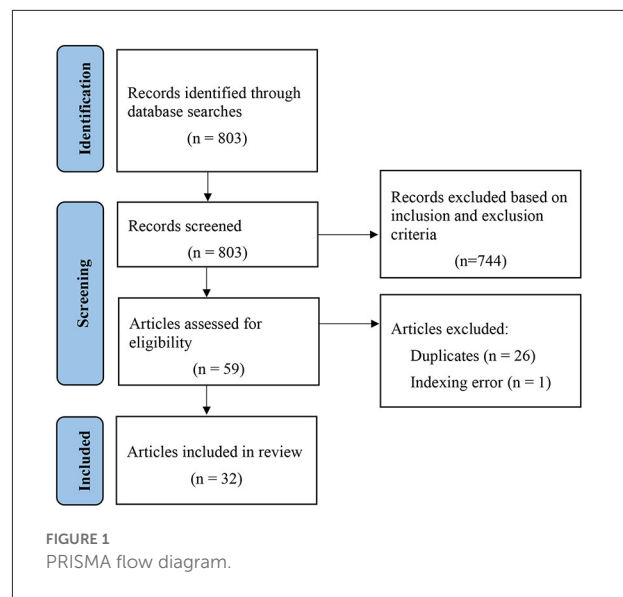 Identification
Records identified through
database searches
(n = 803)
Screening
Records screened
(n = 803)
Records excluded based on
inclusion and exclusion
criteria
(n=744)
Articles assessed for
eligibility
(n = 59)
Articles excluded:
Duplicates (n = 26)
Indexing error (n = 1)
Included
Articles included in review
(n = 32)
FIGURE 1
PRISMA flow diagram.